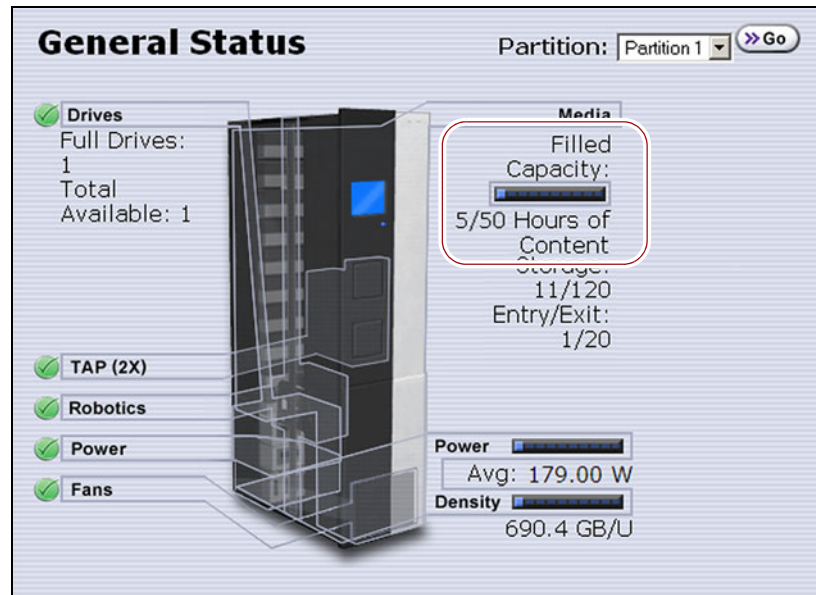 General Status
Partition: Partition 1 >> Go
Drives
Full Drives:
1
Total
Available: 1
TAP (2X)
Robotics
Power
Fans
Media
Filled
Capacity:
5/50 Hours of
Content
Storage:
11/120
Entry/Exit:
1/20
Power
Avg: 179.00 W
Density
690.4 GB/U